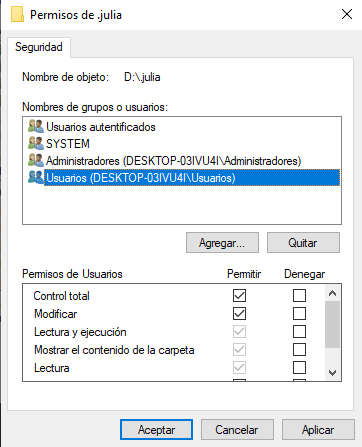 Permisos de .julia
Seguridad
Nombre de objeto: D:\.julia
Nombres de grupos o usuarios:
Usuarios autentificados
SYSTEM
Administradores (DESKTOP-03IVU4I\Administradores)
Usuarios (DESKTOP-03IVU4I\Usuarios)
Agregar... Quitar
Permisos de Usuarios Permitir Denegar
Control total
Modificar
Lectura y ejecución
Mostrar el contenido de la carpeta
Lectura
Aceptar Cancelar Aplicar